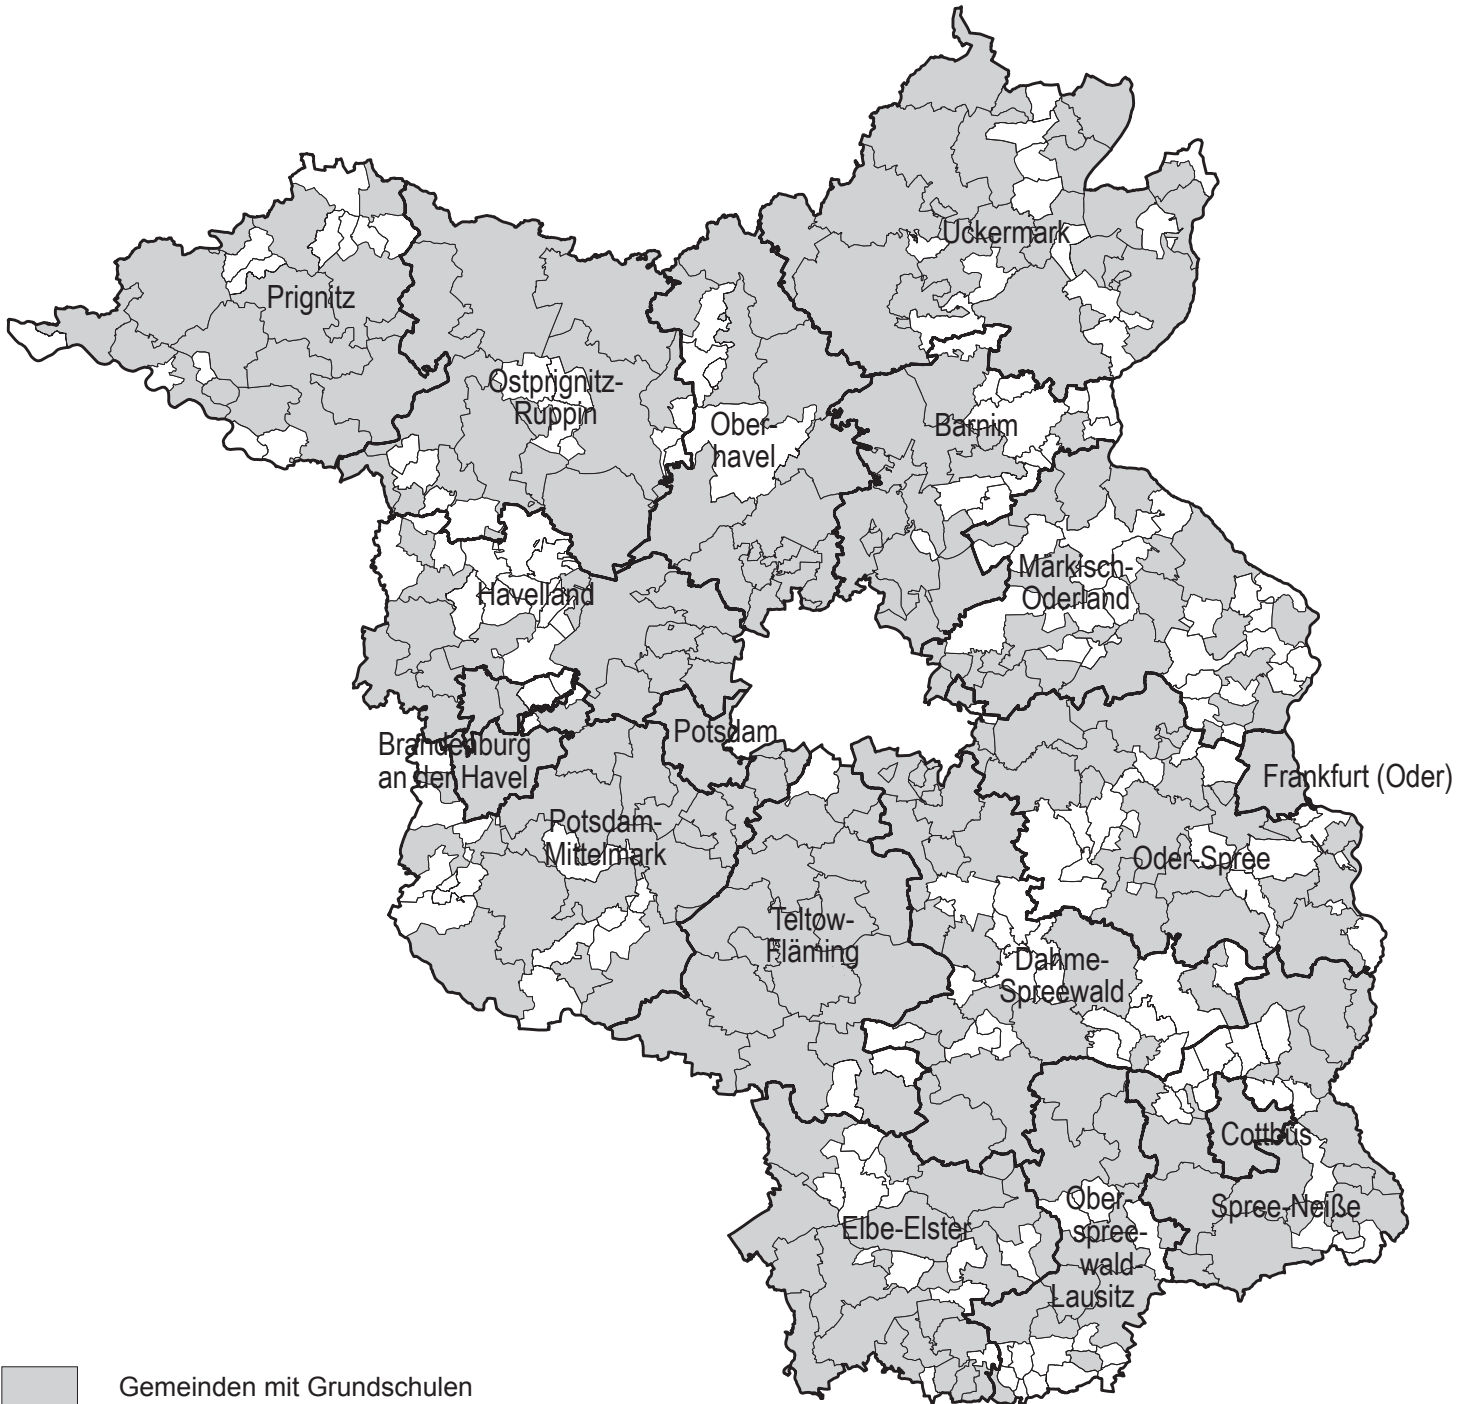 Uckermark
Prignitz
Ostprignitz-
Ruppin
Ober-
havel
Barnim
Märkisch-
Oderland
Havelland
Potsdam
Brandenburg
an der Havel
Frankfurt (Oder)
Potsdam-
Mittelmark
Oder-Spree
Teltow-
Fläming
Dahme-
Spreewald
Cottbus
Spree-Neiße
Elbe-Elster
Ober-
spree-
wald-
Lausitz
Gemeinden mit Grundschulen